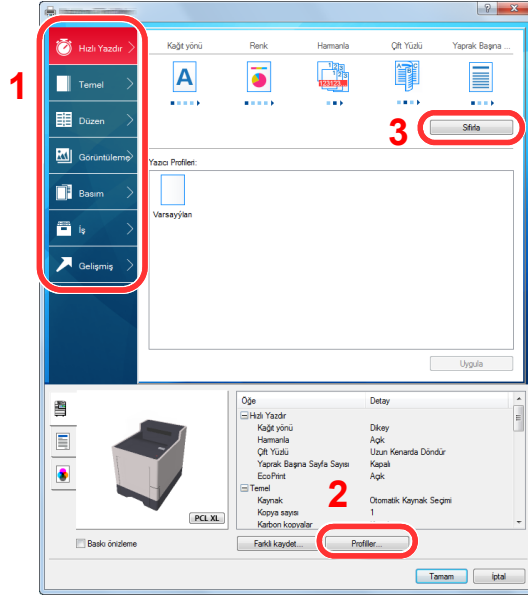 Hızlı Yazdır
Temel
Düzen
Görüntüleme
Basım
İş
Gelişmiş
1
Kağıt yönü
Renk
Harmanla
Çift Yüzlü
Yaprak Başına ...
A
123
123123
3
Sıfırla
Yazıcı Profilleri:
Varsayýlan
Uygula
Öğe
Detay
Hızlı Yazdır
Kağıt yönü
Dikey
Harmanla
Açık
Çift Yüzlü
Uzun Kenarda Döndür
Yaprak Başına Sayfa Sayısı
Kapalı
EcoPrint
Açık
Temel
Kaynak
Otomatik Kaynak Seçimi
Kopya sayısı
1
Karbon kopyalar
2
PCL XL
Baskı önizleme
Farklı kaydet...
Profiller...
Tamam
İptal